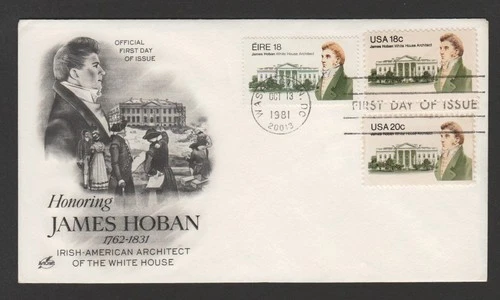 OFFICIAL
FIRST DAY
OF ISSUE
Honoring
JAMES HOBAN
1762-1831
IRISH-AMERICAN ARCHITECT
OF THE WHITE HOUSE
ÉIRE 18
James Hoban White House Architect
USA 18c
James Hoban White House Architect
OCT 13
1981
20013
FIRST DAY OF ISSUE
USA 20c
James Hoban White House Architect